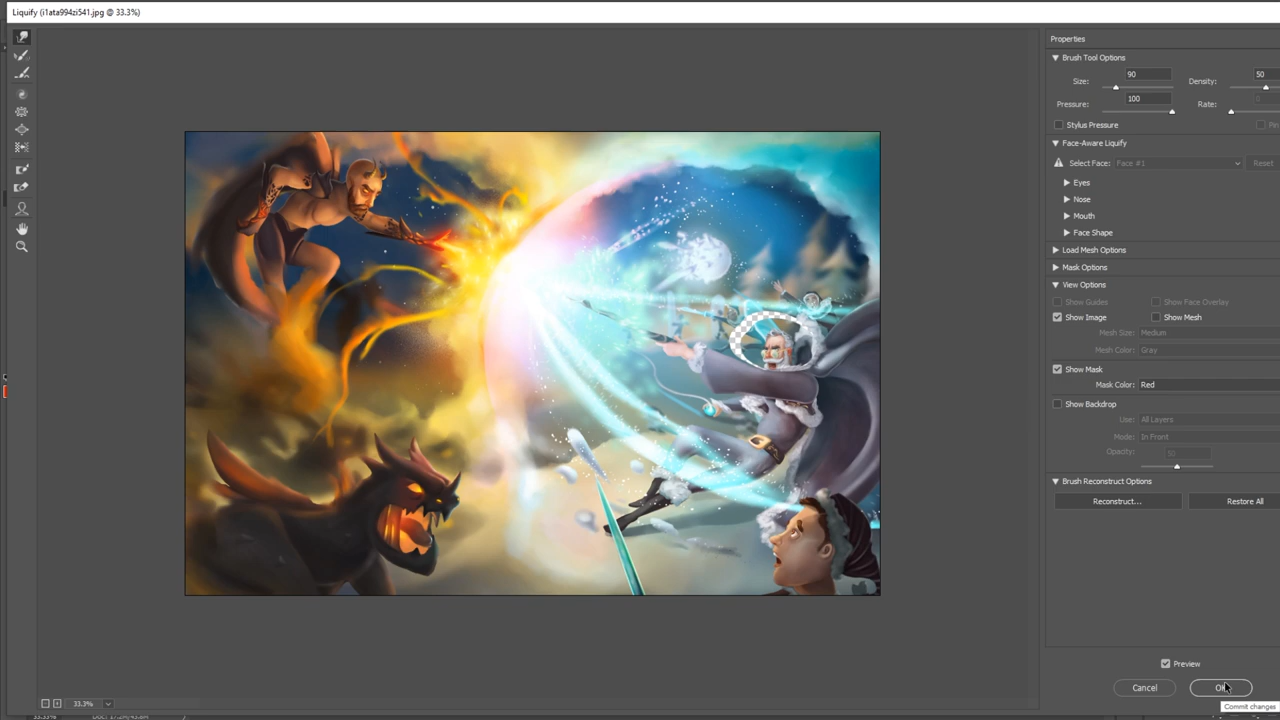 Liquify (i1ata994zi541.jpg @ 33.3%)
Properties
Brush Tool Options
Size: 90 Density: 50
Pressure: 100 Rate: 0
Stylus Pressure
Face-Aware Liquify
Select Face: Face #1 Reset
Eyes
Nose
Mouth
Face Shape
Load Mesh Options
Mask Options
View Options
Show Guides Show Face Overlay
Show Image Show Mesh
Mesh Size: Medium
Mesh Color: Gray
Show Mask
Mask Color: Red
Show Backdrop
Use: All Layers
Mode: In Front
Opacity: 50
Brush Reconstruct Options
Reconstruct... Restore All
Preview
Cancel OK
Commit changes
33.3%